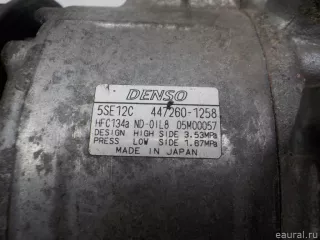 DENSO
5SE12C 447260-1258
HFC134a ND-OIL8 05M00057
DESIGN HIGH SIDE 3.53MPa
PRESS LOW SIDE 1.67MPa
MADE IN JAPAN
eaural.ru